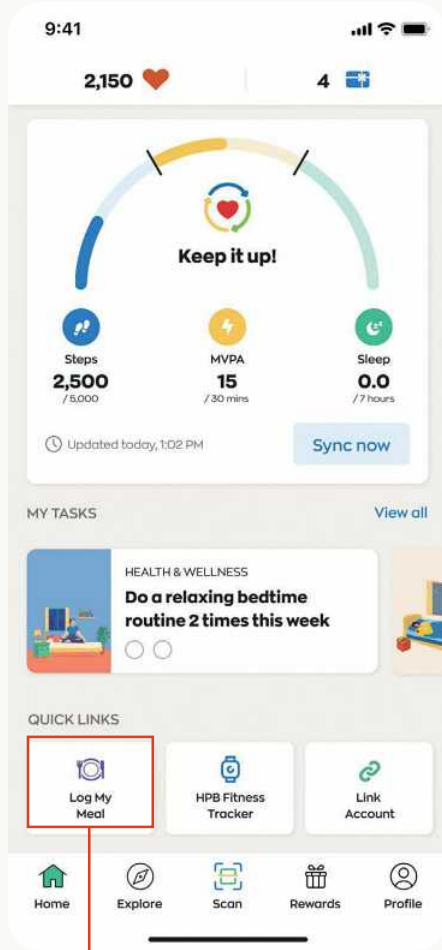 9:41
2,150
4
Keep it up!
Steps
2,500
/5,000
MVPA
15
/30 mins
Sleep
0.0
/7 hours
Updated today, 1:02 PM
Sync now
MY TASKS
View all
HEALTH & WELLNESS
Do a relaxing bedtime
routine 2 times this week
QUICK LINKS
Log My
Meal
HPB Fitness
Tracker
Link
Account
Home
Explore
Scan
Rewards
Profile